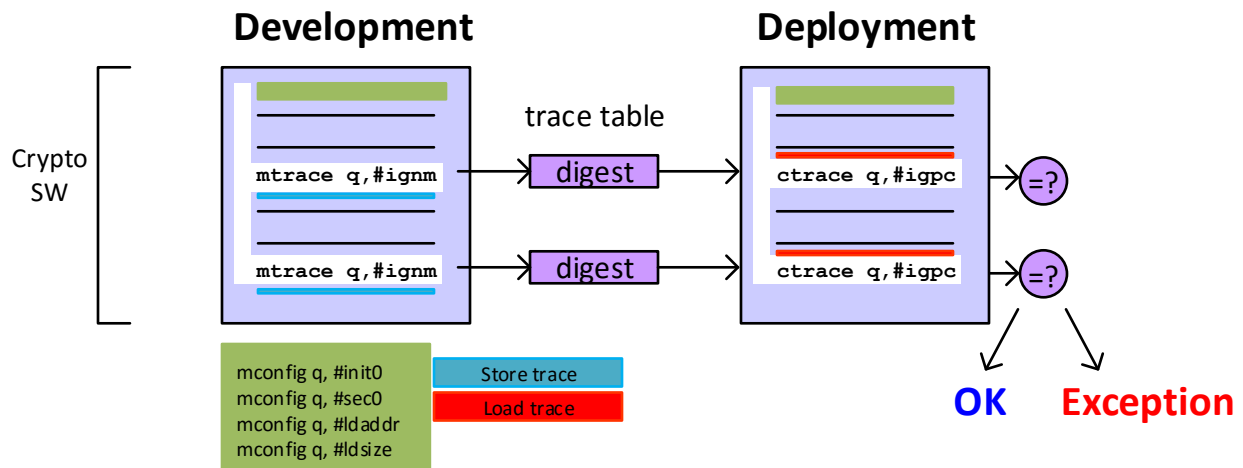 Development
Deployment
Crypto
SW
trace table
mtrace q,#ignm
digest
ctrace q,#igpc
=?
mtrace q,#ignm
digest
ctrace q,#igpc
=?
mconfig q, #init0
mconfig q, #sec0
mconfig q, #ldaddr
mconfig q, #ldsize
Store trace
Load trace
OK
Exception